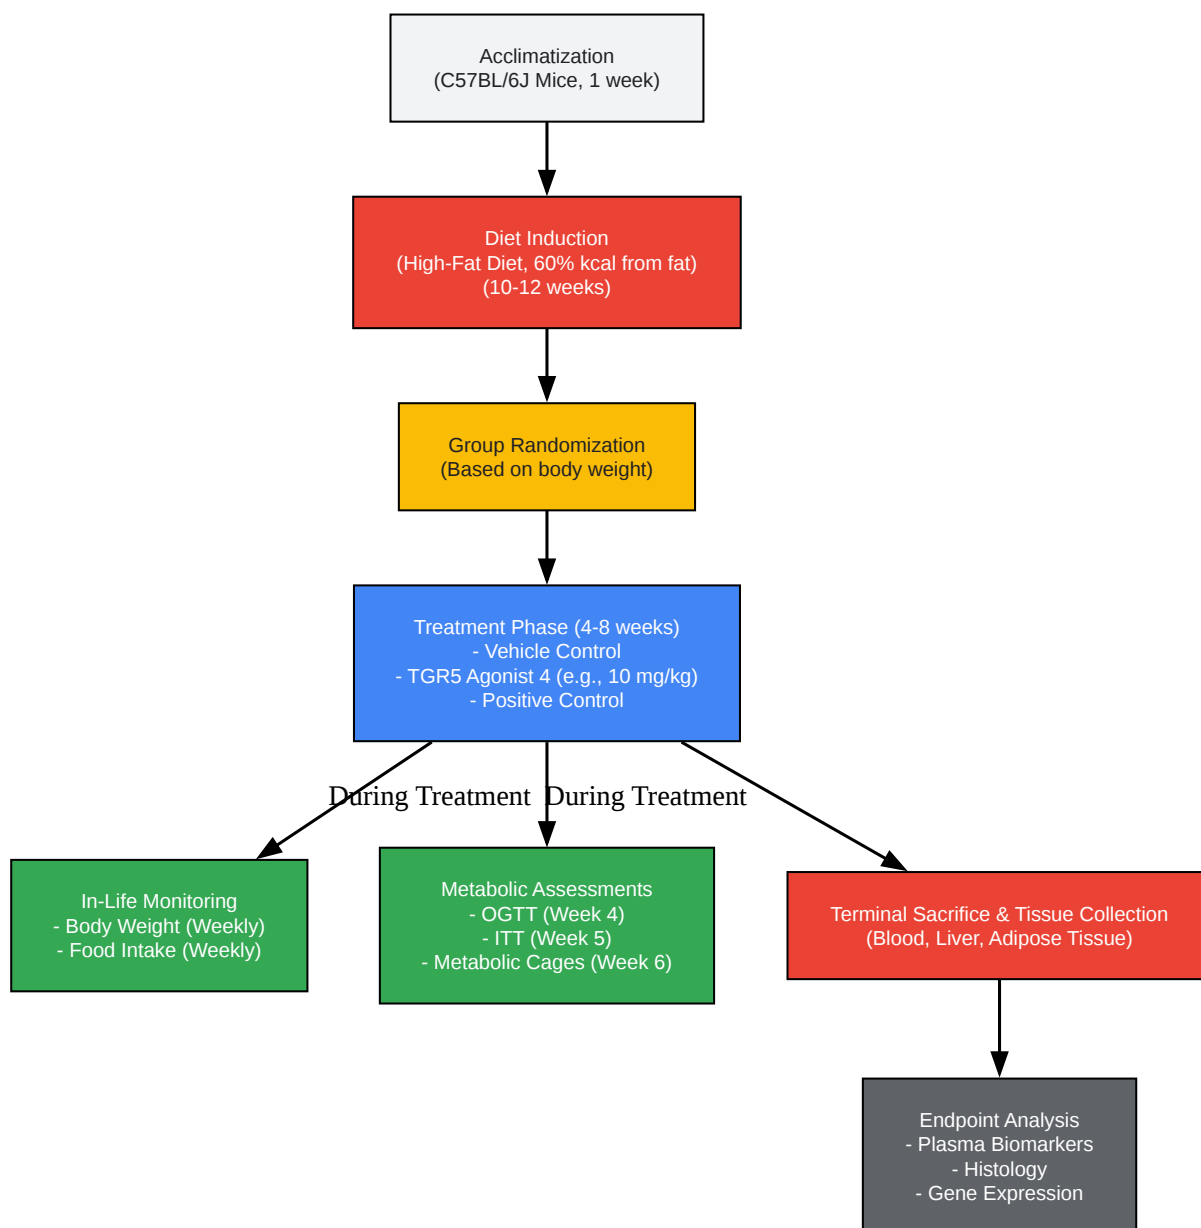 Acclimatization
(C57BL/6J Mice, 1 week)
Diet Induction
(High-Fat Diet, 60% kcal from fat)
(10-12 weeks)
Group Randomization
(Based on body weight)
Treatment Phase (4-8 weeks)
- Vehicle Control
- TGR5 Agonist 4 (e.g., 10 mg/kg)
- Positive Control
During Treatment
During Treatment
In-Life Monitoring
- Body Weight (Weekly)
- Food Intake (Weekly)
Metabolic Assessments
- OGTT (Week 4)
- ITT (Week 5)
- Metabolic Cages (Week 6)
Terminal Sacrifice & Tissue Collection
(Blood, Liver, Adipose Tissue)
Endpoint Analysis
- Plasma Biomarkers
- Histology
- Gene Expression